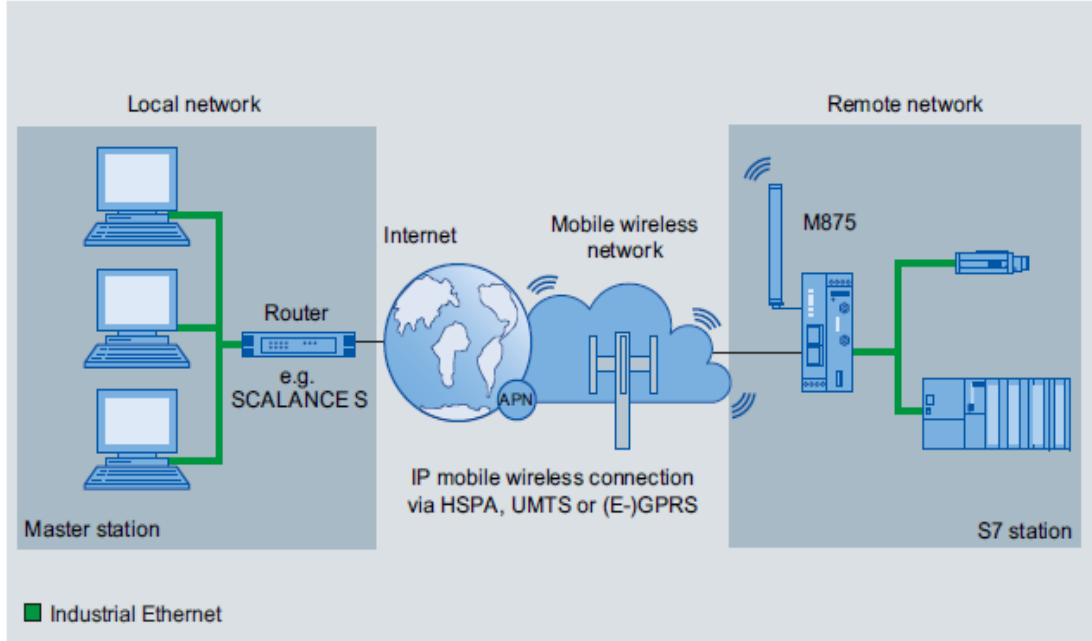 Local network
Remote network
M875
Internet
Mobile wireless
network
Router
e.g.
SCALANCE S
APN
IP mobile wireless connection
via HSPA, UMTS or (E-)GPRS
Master station
S7 station
Industrial Ethernet